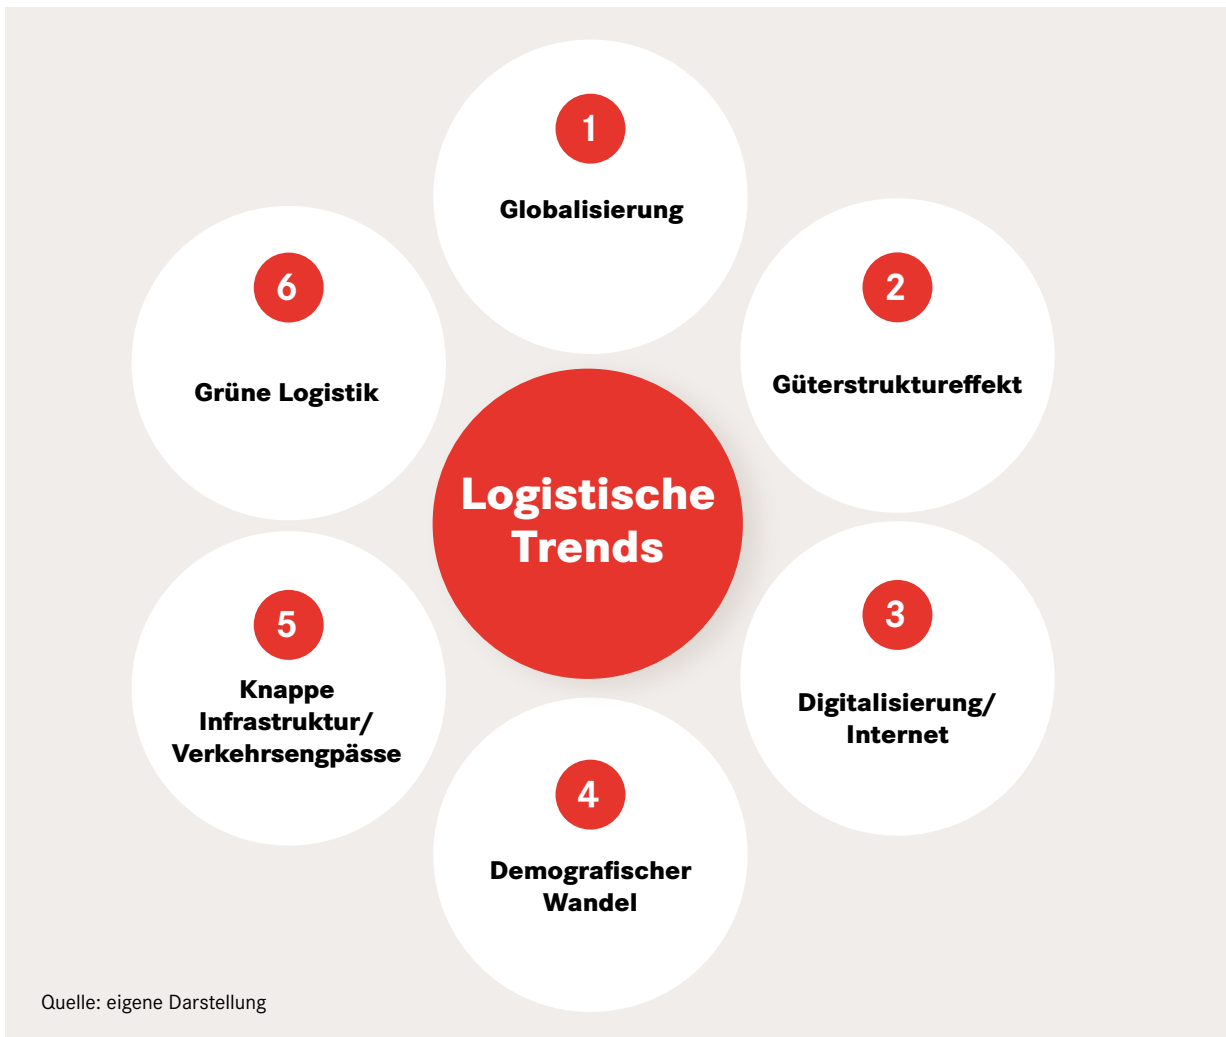 1
Globalisierung
2
Güterstruktureffekt
3
Digitalisierung/
Internet
4
Demografischer
Wandel
5
Knappe
Infrastruktur/
Verkehrsengpässe
6
Grüne Logistik
Logistische
Trends
Quelle: eigene Darstellung